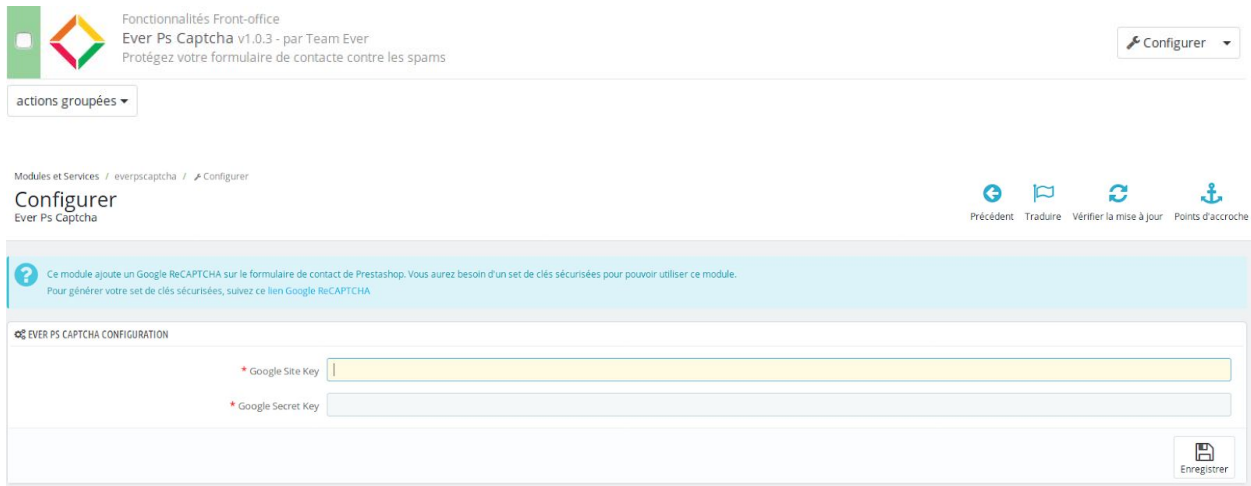 Fonctionnalités Front-office
Ever Ps Captcha v1.0.3 - par Team Ever
Protégez votre formulaire de contacte contre les spams
Configurer
actions groupées
Modules et Services / everpscaptcha / Configurer
Configurer
Ever Ps Captcha
Précédent Traduire Vérifier la mise à jour Points d'accroche
Ce module ajoute un Google ReCAPTCHA sur le formulaire de contact de Prestashop. Vous aurez besoin d'un set de clés sécurisées pour pouvoir utiliser ce module.
Pour générer votre set de clés sécurisées, suivez ce lien Google ReCAPTCHA
EVER PS CAPTCHA CONFIGURATION
* Google Site Key
* Google Secret Key
Enregistrer